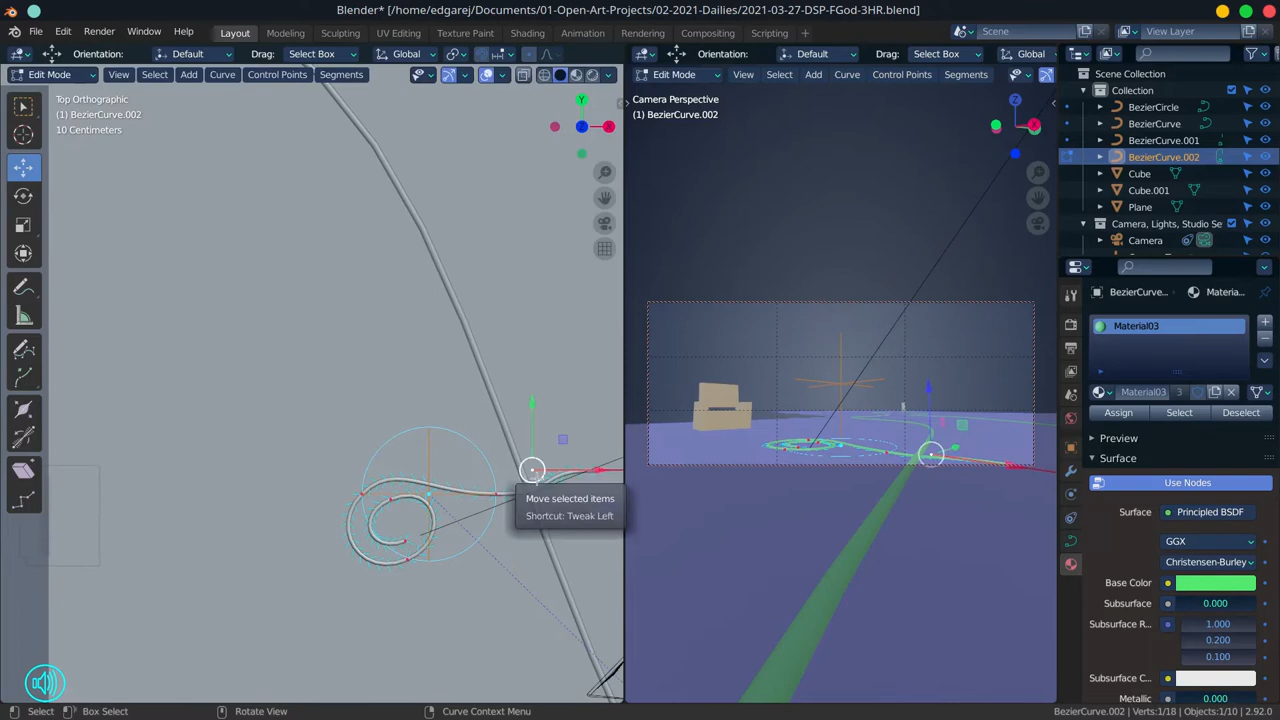 Blender* [/home/edgarej/Documents/01-Open-Art-Projects/02-2021-Dailies/2021-03-27-DSP-FGod-3HR.blend]
File Edit Render Window Help Layout Modeling Sculpting UV Editing Texture Paint Shading Animation Rendering Compositing Scripting Scene View Layer
Orientation: Default Drag: Select Box Global
Orientation: Default Drag: Select Box Global
Edit Mode View Select Add Curve Control Points Segments
Edit Mode View Select Add Curve Control Points Segments
Top Orthographic
(1) BezierCurve.002
10 Centimeters
Y
Z
X
Move selected items
Shortcut: Tweak Left
Camera Perspective
(1) BezierCurve.002
Z
X
Scene Collection
Collection
BezierCircle
BezierCurve
BezierCurve.001
BezierCurve.002
Cube
Cube.001
Plane
Camera, Lights, Studio Se
Camera
BezierCurve... Materia...
Material03
Material03 3
Assign Select Deselect
Preview
Surface
Use Nodes
Surface: Principled BSDF
GGX
Christensen-Burley
Base Color
Subsurface 0.000
Subsurface R... 1.000
0.200
0.100
Subsurface C...
Metallic 0.000
Select Box Select Rotate View Curve Context Menu BezierCurve.002 | Verts:1/18 | Objects:1/10 | 2.92.0